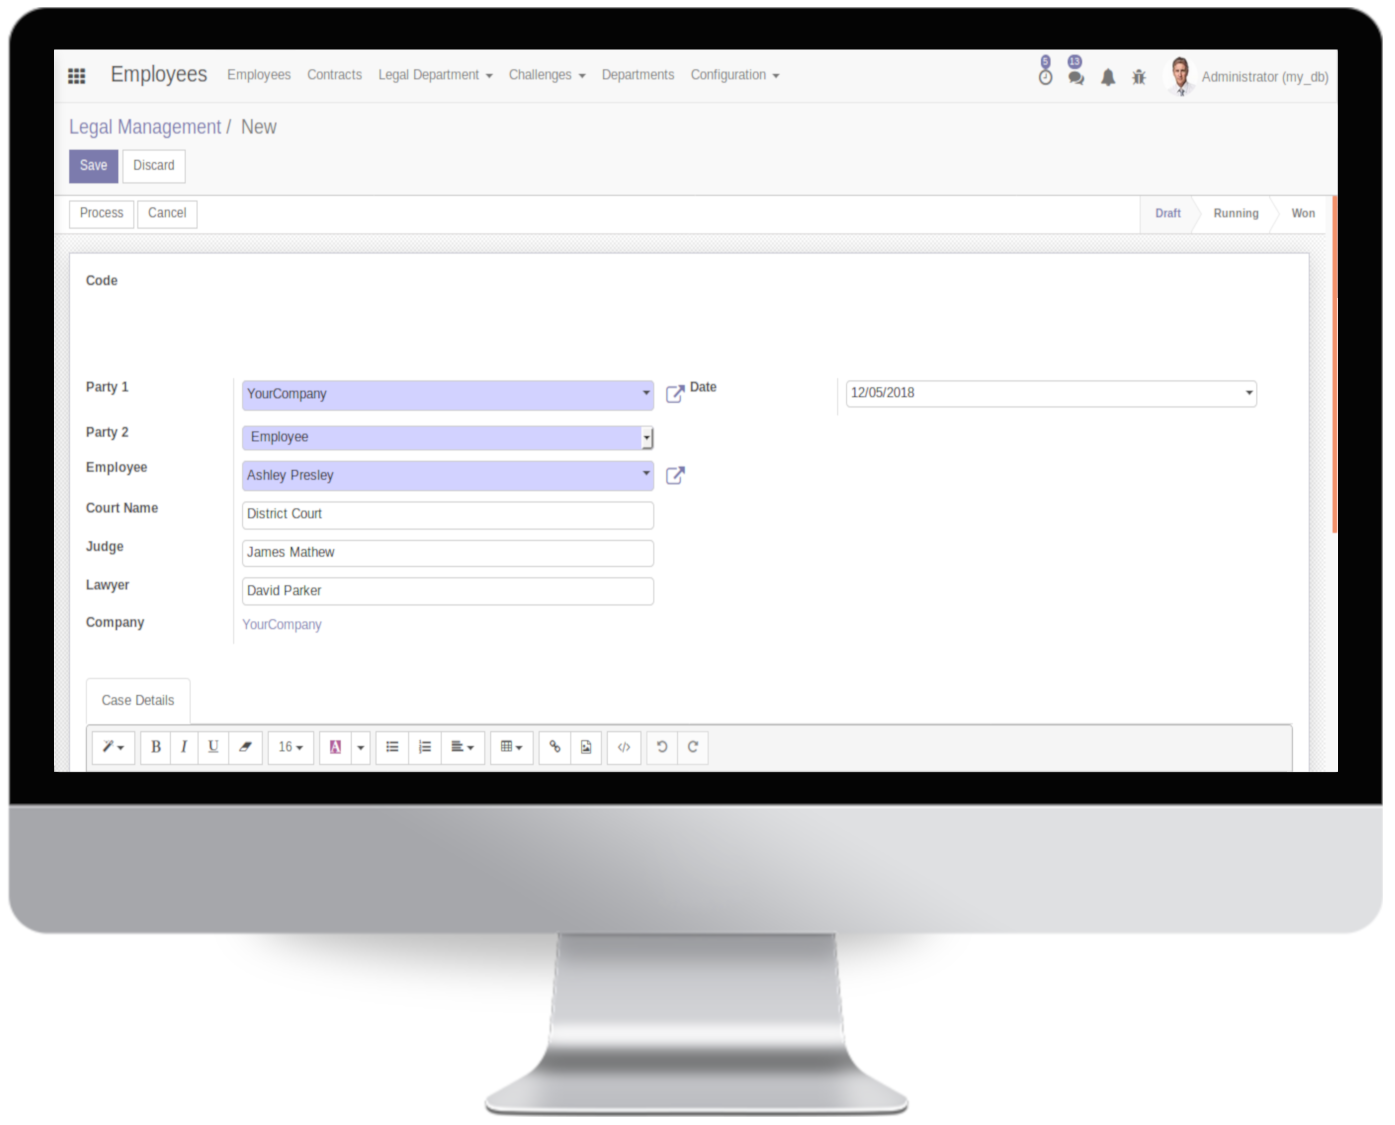 Employees Employees Contracts Legal Department Challenges Departments Configuration 5 13 Administrator (my_db)
Legal Management / New
Save Discard
Process Cancel Draft Running Won
Code
Party 1 YourCompany Date 12/05/2018
Party 2 Employee
Employee Ashley Presley
Court Name District Court
Judge James Mathew
Lawyer David Parker
Company YourCompany
Case Details
B I U 16 A </>